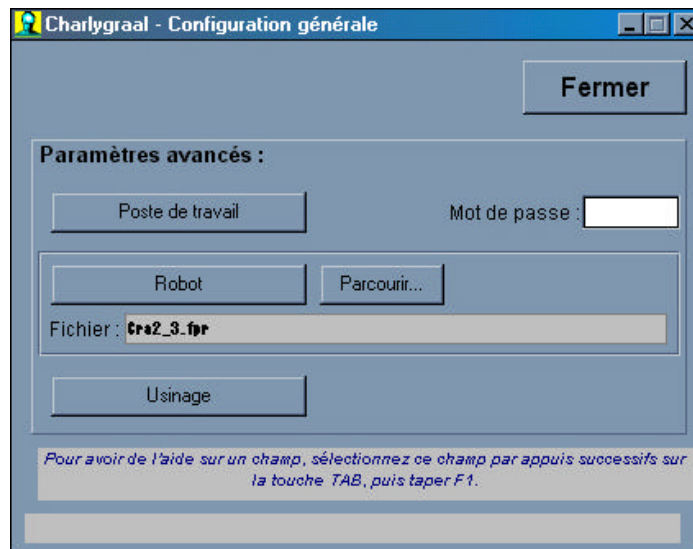 Charlygraal - Configuration générale
Fermer
Paramètres avancés :
Poste de travail
Mot de passe :
Robot
Parcourir...
Fichier : Cra2_3.fpr
Usinage
Pour avoir de l'aide sur un champ, sélectionnez ce champ par appuis successifs sur
la touche TAB, puis taper F1.